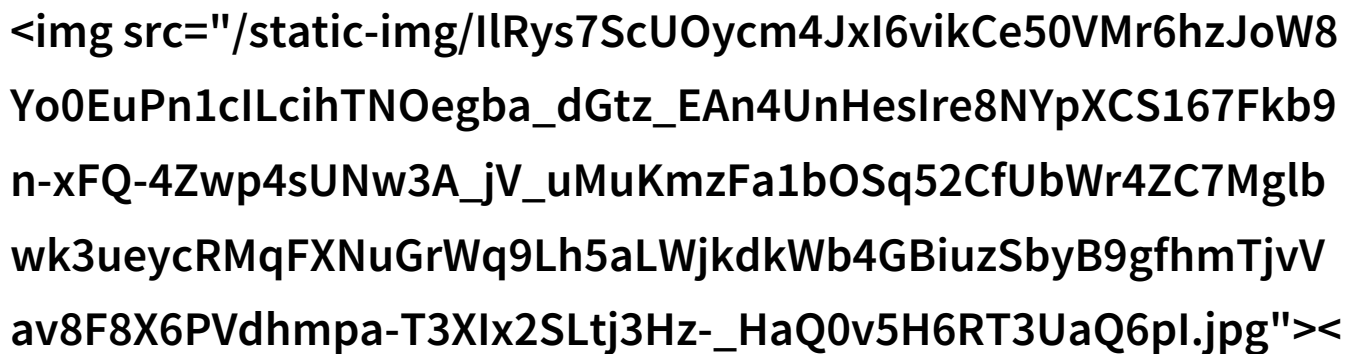 <img src="/static-img/IlRys7ScUOycm4JxI6vikCe50VMr6hzJoW8
Yo0EuPn1cILcihTNOegba_dGtz_EAn4UnHesIre8NYpXCS167Fkb9
n-xFQ-4Zwp4sUNw3A_jV_uMuKmzFa1bOSq52CfUbWr4ZC7Mglb
wk3ueycRMqFXNuGrWq9Lh5aLWjkdkWb4GBiuzSbyB9gfhmTjvV
av8F8X6PVdhmpa-T3XIx2SLtj3Hz-_HaQ0v5H6RT3UaQ6pI.jpg"><